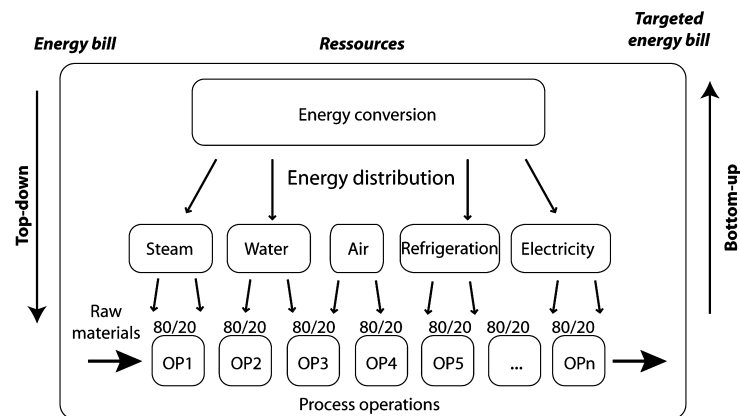 Energy bill
Ressources
Targeted
energy bill
Energy conversion
Top-down
Bottom-up
Energy distribution
Steam
Water
Air
Refrigeration
Electricity
Raw
materials
80/20
80/20
80/20
80/20
80/20
80/20
80/20
OP1
OP2
OP3
OP4
OP5
...
OPn
Process operations